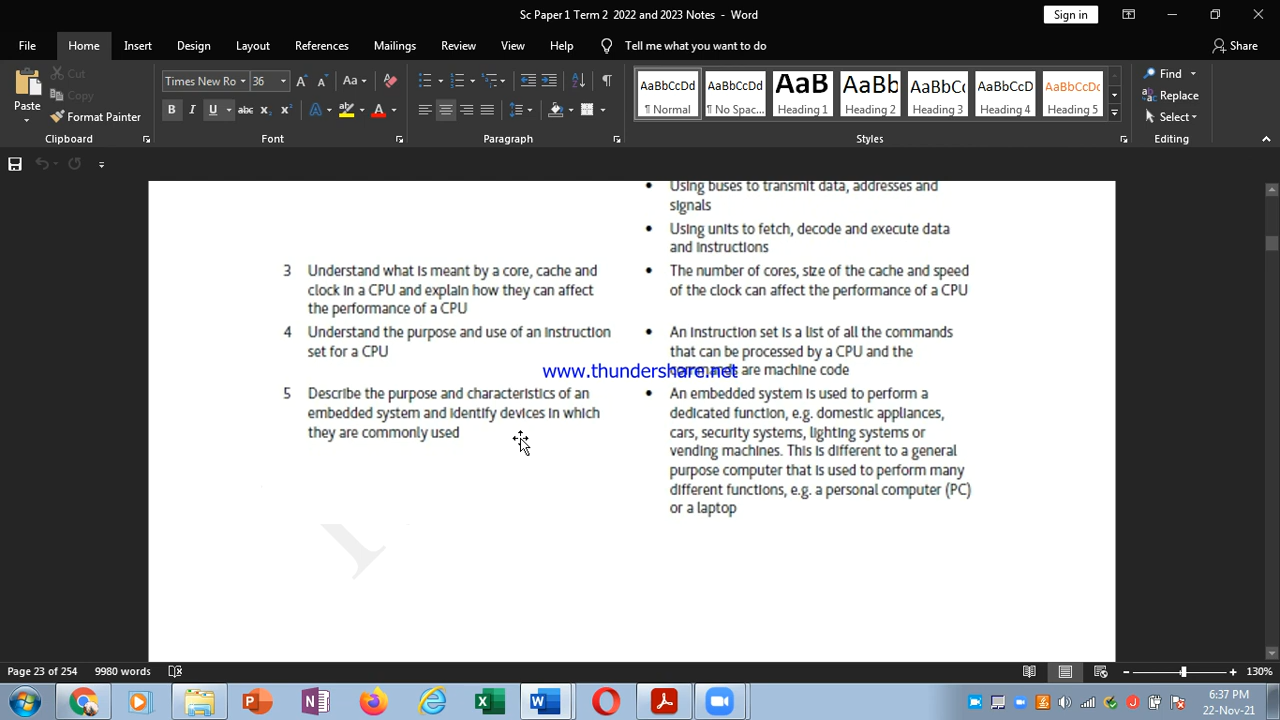 Sc Paper 1 Term 2 2022 and 2023 Notes - Word
Sign in
File Home Insert Design Layout References Mailings Review View Help Tell me what you want to do Share
Paste
Cut
Copy
Format Painter
Clipboard
Times New Ro 36
Font
Paragraph
AaBbCcDd AaBbCcDd AaB AaBb AaBbC AaBbCcD AaBbCcD
¶ Normal ¶ No Spac... Heading 1 Heading 2 Heading 3 Heading 4 Heading 5
Styles
Find
Replace
Select
Editing
• Using buses to transmit data, addresses and
signals
• Using units to fetch, decode and execute data
and instructions
3 Understand what is meant by a core, cache and
clock in a CPU and explain how they can affect
the performance of a CPU
• The number of cores, size of the cache and speed
of the clock can affect the performance of a CPU
4 Understand the purpose and use of an instruction
set for a CPU
• An instruction set is a list of all the commands
that can be processed by a CPU and the
commands are machine code
www.thundershare.net
5 Describe the purpose and characteristics of an
embedded system and identify devices in which
they are commonly used
• An embedded system is used to perform a
dedicated function, e.g. domestic appliances,
cars, security systems, lighting systems or
vending machines. This is different to a general
purpose computer that is used to perform many
different functions, e.g. a personal computer (PC)
or a laptop
Page 23 of 254 9980 words
130%
6:37 PM
22-Nov-21